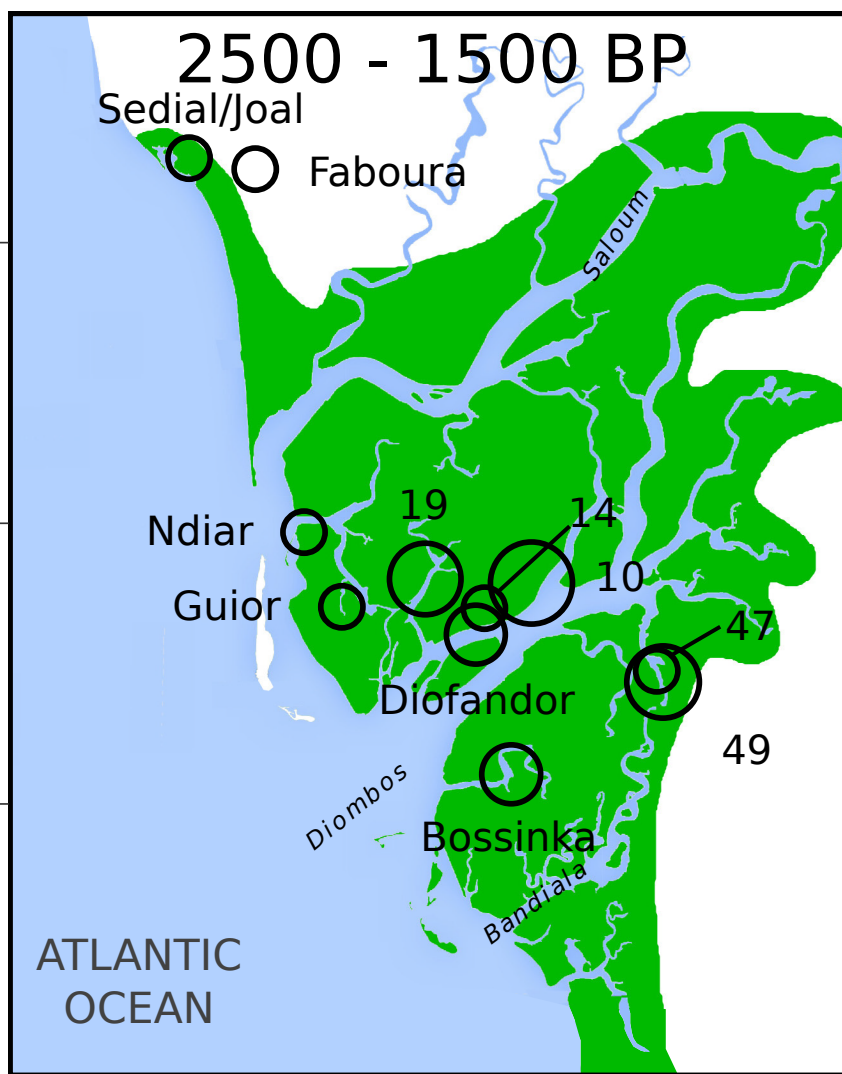 2500 - 1500 BP
Sedial/Joal
Faboura
Saloum
19
14
Ndiar
10
Guior
47
Diofandor
49
Diombos
Bossinka
Bandiala
ATLANTIC
OCEAN